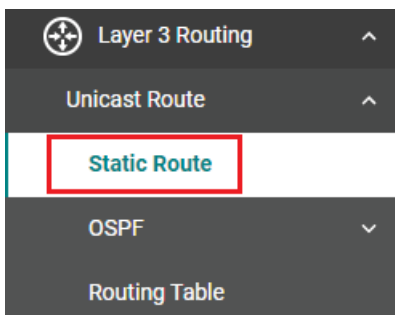 Layer 3 Routing
Unicast Route
Static Route
OSPF
Routing Table